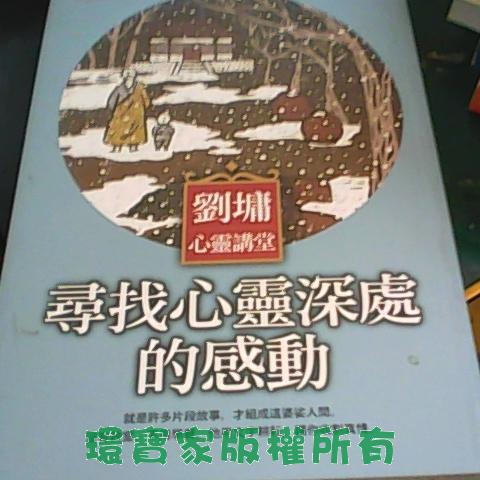 劉墉
心靈講堂
尋找心靈深處
的感動
就是許多片段故事，才組成這婆娑人間。
環寶家版權所有